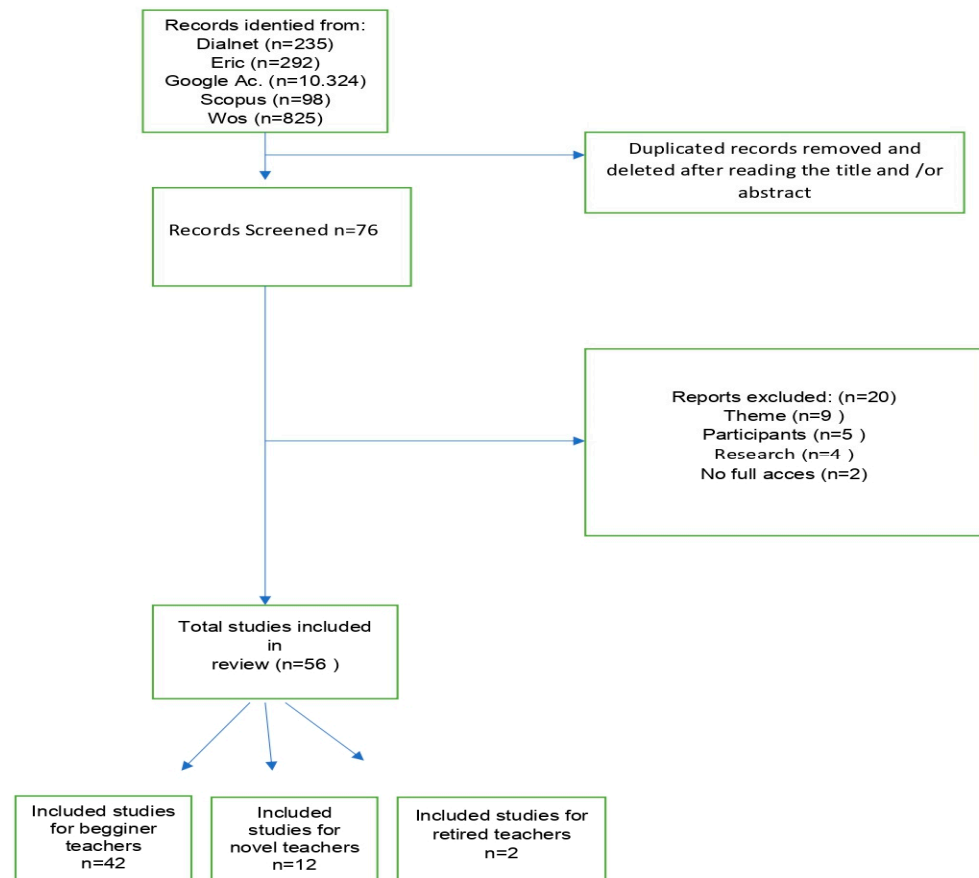 Records identied from:
Dialnet (n=235)
Eric (n=292)
Google Ac. (n=10.324)
Scopus (n=98)
Wos (n=825)
Duplicated records removed and
deleted after reading the title and /or
abstract
Records Screened n=76
Reports excluded: (n=20)
Theme (n=9 )
Participants (n=5 )
Research (n=4 )
No full acces (n=2)
Total studies included
in
review (n=56 )
Included studies
for begginer
teachers
n=42
Included
studies for
novel teachers
n=12
Included studies for
retired teachers
n=2